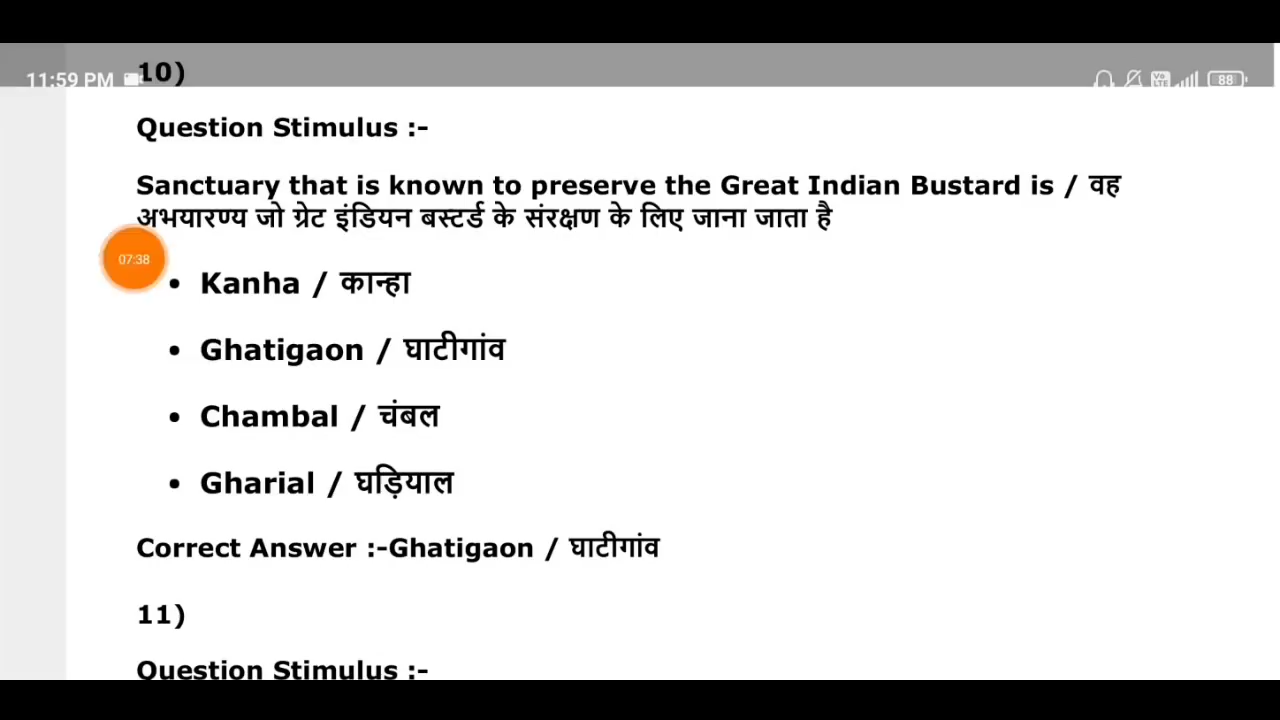 11:59 PM
88
10)
Question Stimulus :-
Sanctuary that is known to preserve the Great Indian Bustard is / वह
अभयारण्य जो ग्रेट इंडियन बस्टर्ड के संरक्षण के लिए जाना जाता है
07:38
• Kanha / कान्हा
• Ghatigaon / घाटीगांव
• Chambal / चंबल
• Gharial / घड़ियाल
Correct Answer :-Ghatigaon / घाटीगांव
11)
Question Stimulus :-